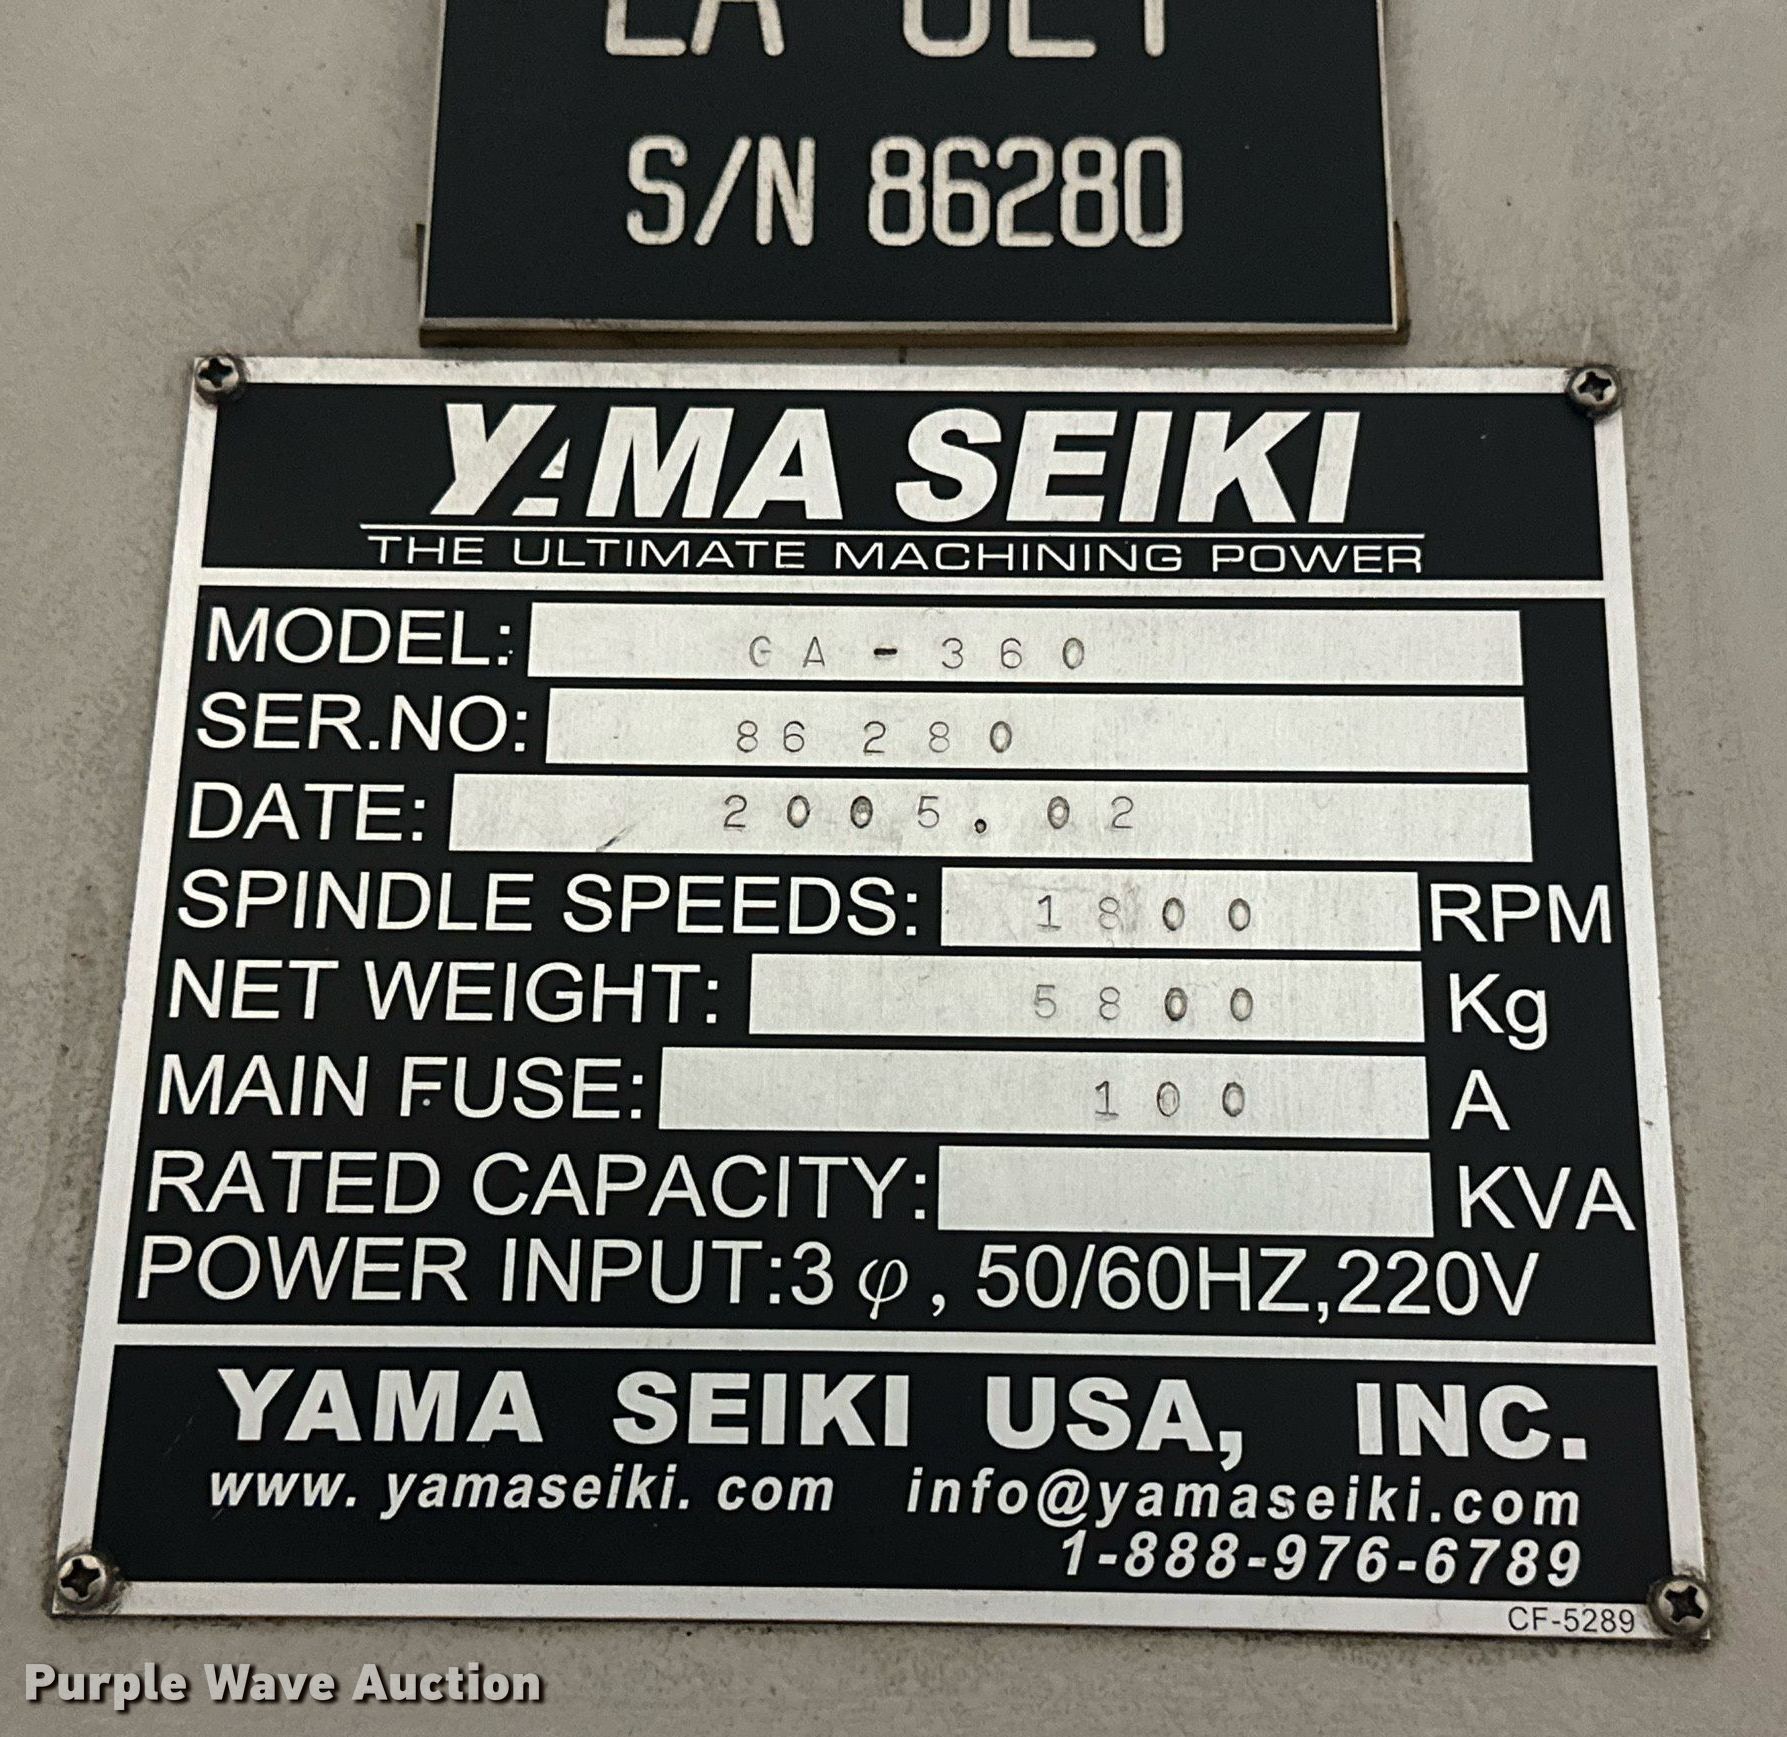 S/N 86280
YAMA SEIKI
THE ULTIMATE MACHINING POWER
MODEL: GA-360
SER.NO: 86280
DATE: 2005.02
SPINDLE SPEEDS: 1800 RPM
NET WEIGHT: 5800 Kg
MAIN FUSE: 100 A
RATED CAPACITY: KVA
POWER INPUT:3φ, 50/60HZ,220V
YAMA SEIKI USA, INC.
www. yamaseiki. com info@yamaseiki.com
1-888-976-6789
CF-5289
Purple Wave Auction